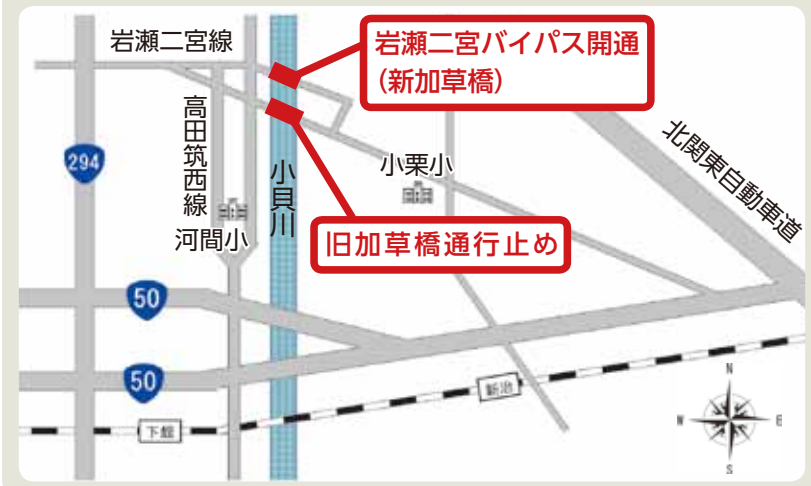 岩瀬二宮線
岩瀬二宮バイパス開通
(新加草橋)
高田筑西線
294
小貝川
小栗小
北関東自動車道
河間小
旧加草橋通行止め
50
50
新治
下館
N
W
E
S